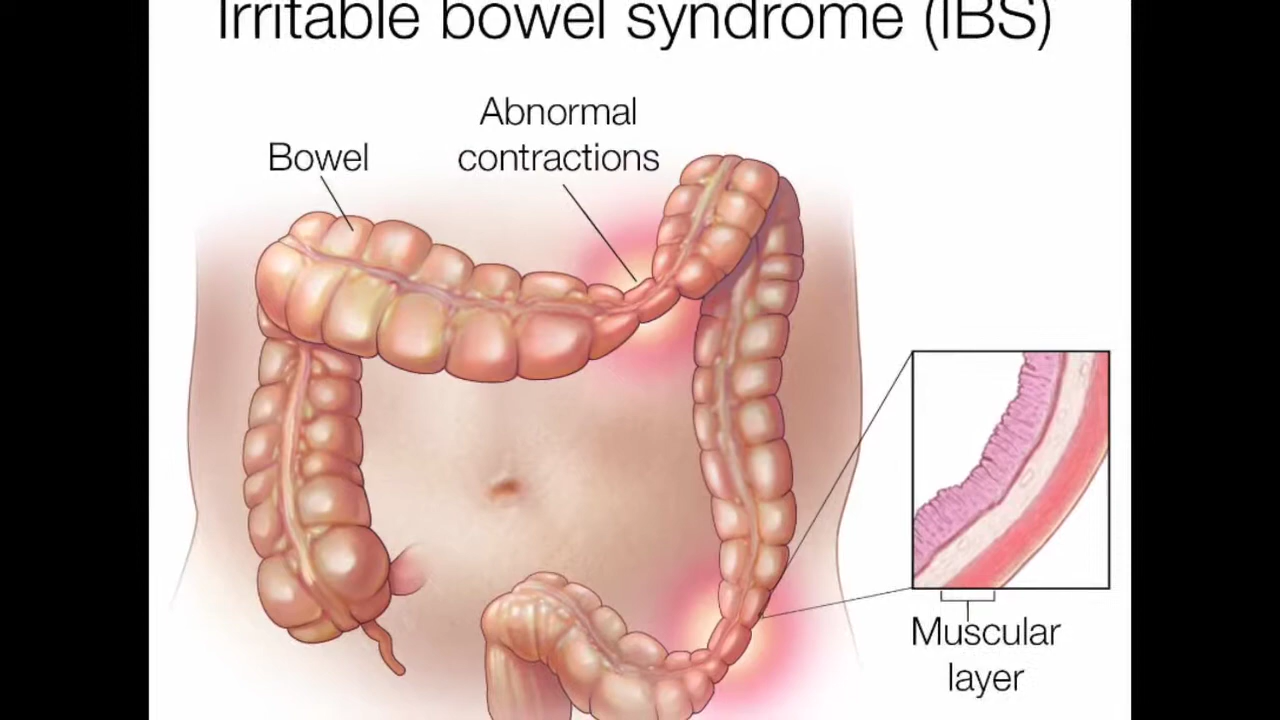 Irritable bowel syndrome (IBS)
Abnormal
contractions
Bowel
Muscular
layer